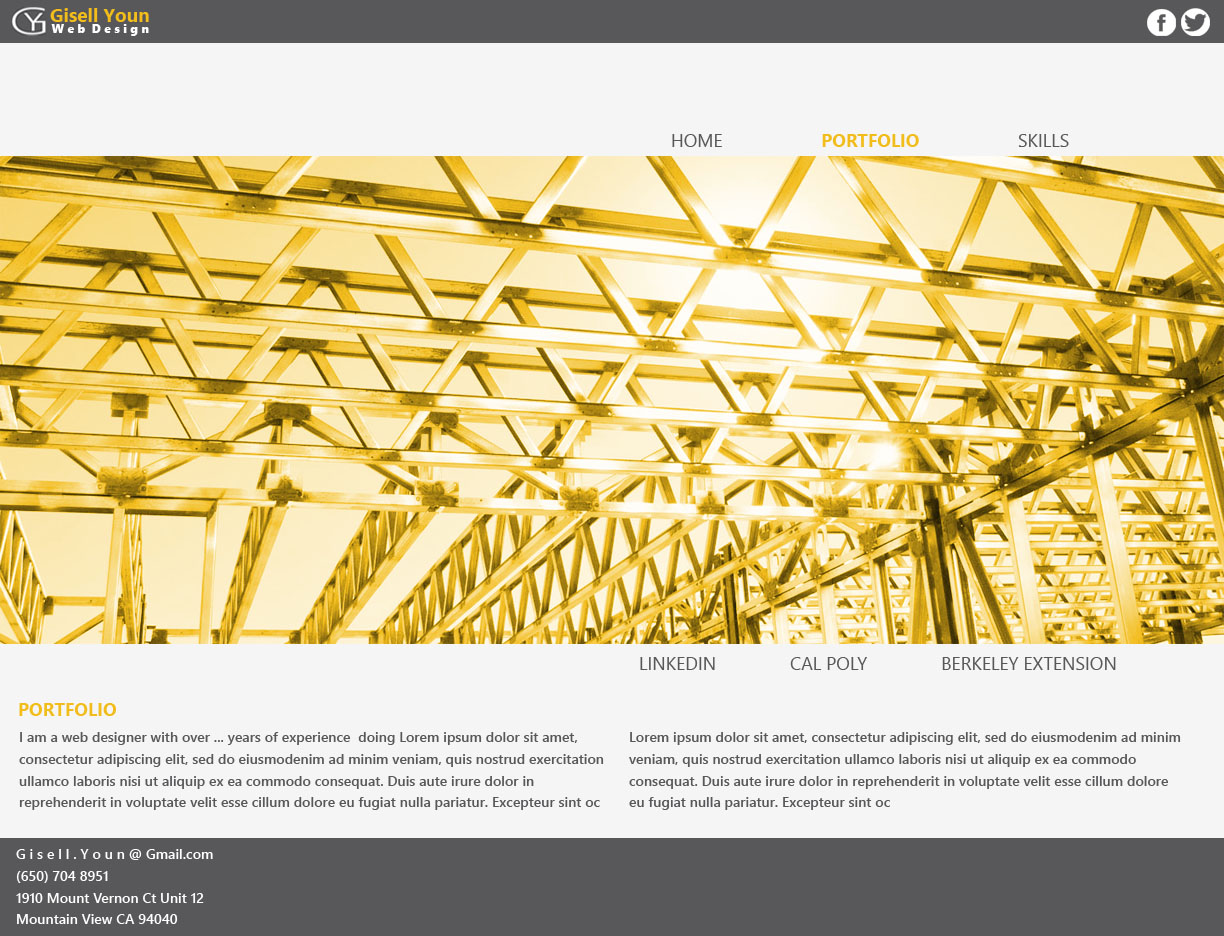 Gisell Youn
Web Design
HOME PORTFOLIO SKILLS
LINKEDIN CAL POLY BERKELEY EXTENSION
PORTFOLIO
I am a web designer with over ... years of experience  doing Lorem ipsum dolor sit amet,
consectetur adipiscing elit, sed do eiusmodenim ad minim veniam, quis nostrud exercitation
ullamco laboris nisi ut aliquip ex ea commodo consequat. Duis aute irure dolor in
reprehenderit in voluptate velit esse cillum dolore eu fugiat nulla pariatur. Excepteur sint oc
Lorem ipsum dolor sit amet, consectetur adipiscing elit, sed do eiusmodenim ad minim
veniam, quis nostrud exercitation ullamco laboris nisi ut aliquip ex ea commodo
consequat. Duis aute irure dolor in reprehenderit in voluptate velit esse cillum dolore
eu fugiat nulla pariatur. Excepteur sint oc
Gisell.Youn@ Gmail.com
(650) 704 8951
1910 Mount Vernon Ct Unit 12
Mountain View CA 94040